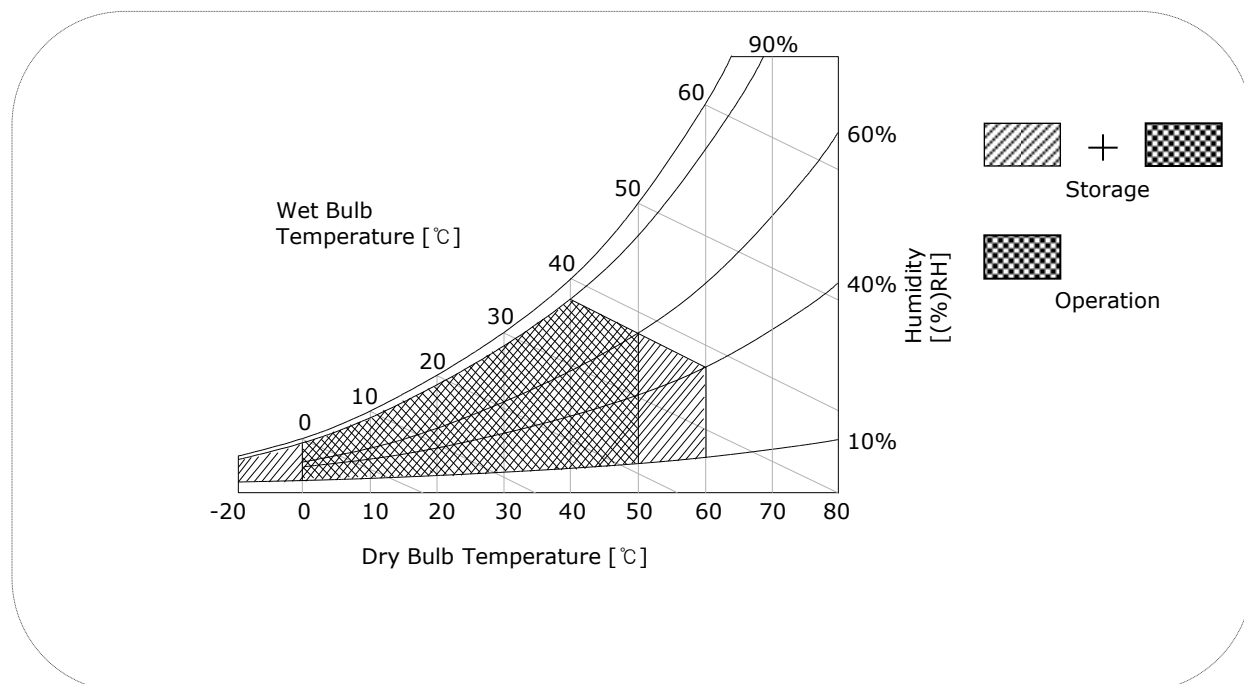 90%
60
60%
50
Wet Bulb
Temperature [℃]
Storage
40
40%
Humidity
[(%)RH]
30
Operation
20
10
0
10%
-20 0 10 20 30 40 50 60 70 80
Dry Bulb Temperature [℃]